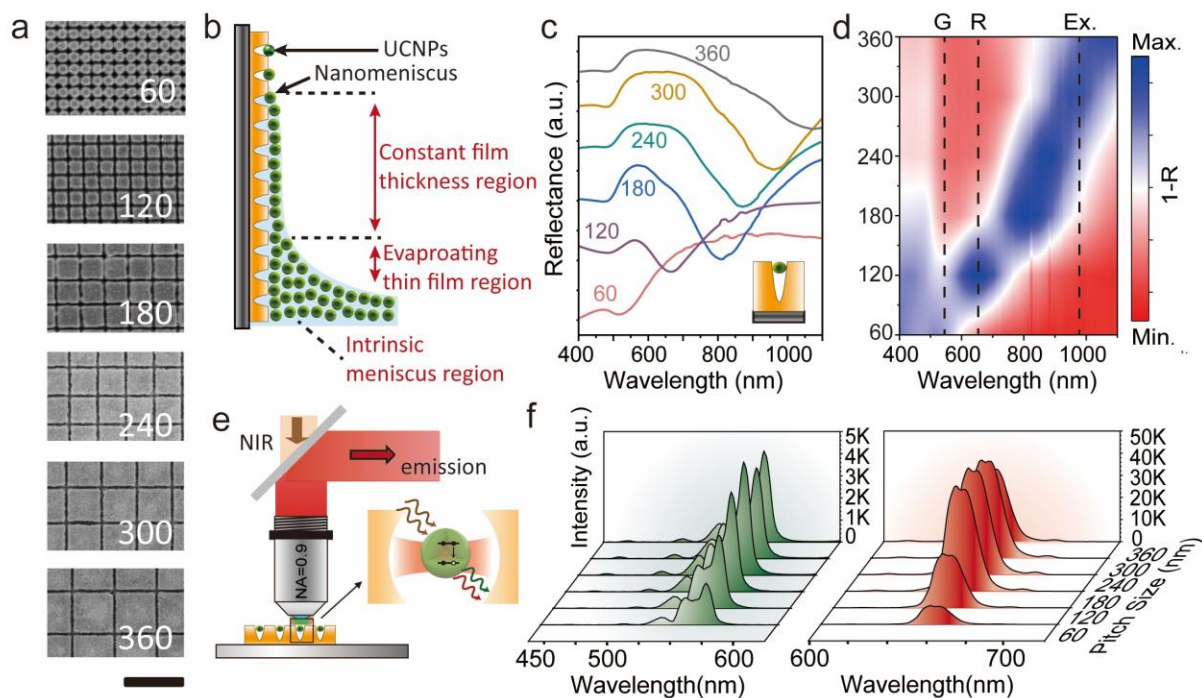 a
60
120
180
240
300
360
b
UCNPs
Nanomeniscus
Constant film
thickness region
Evaproating
thin film region
Intrinsic
meniscus region
c
Reflectance (a.u.)
360
300
240
180
120
60
400
600
800
1000
Wavelength (nm)
d
G
R
Ex.
360
300
240
180
120
60
400
600
800
1000
Wavelength (nm)
Max.
1-R
Min.
e
NIR
emission
NA=0.9
f
Intensity (a.u.)
5K
4K
3K
2K
1K
0
450
500
600
Wavelength(nm)
50K
40K
30K
20K
10K
0
360
300
240
180
120
60
Pitch Size (nm)
600
700
Wavelength(nm)